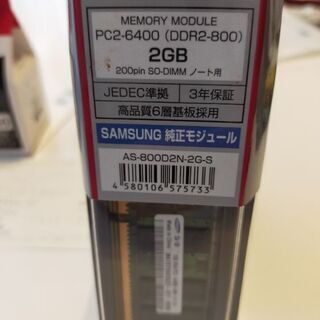 MEMORY MODULE
PC2-6400 (DDR2-800)
2GB
200pin SO-DIMM ノート用
JEDEC準拠 3年保証
高品質6層基板採用
SAMSUNG 純正モジュール
AS-800D2N-2G-S
4 580106 575733